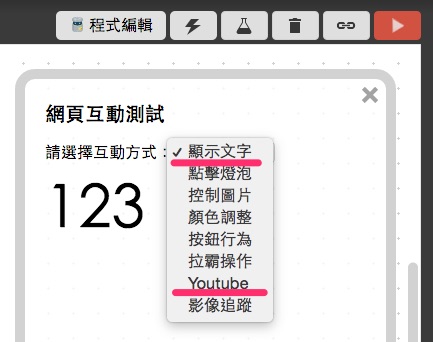 程式編輯
網頁互動測試
請選擇互動方式：
✓ 顯示文字
點擊燈泡
控制圖片
顏色調整
按鈕行為
拉霸操作
Youtube
影像追蹤
123